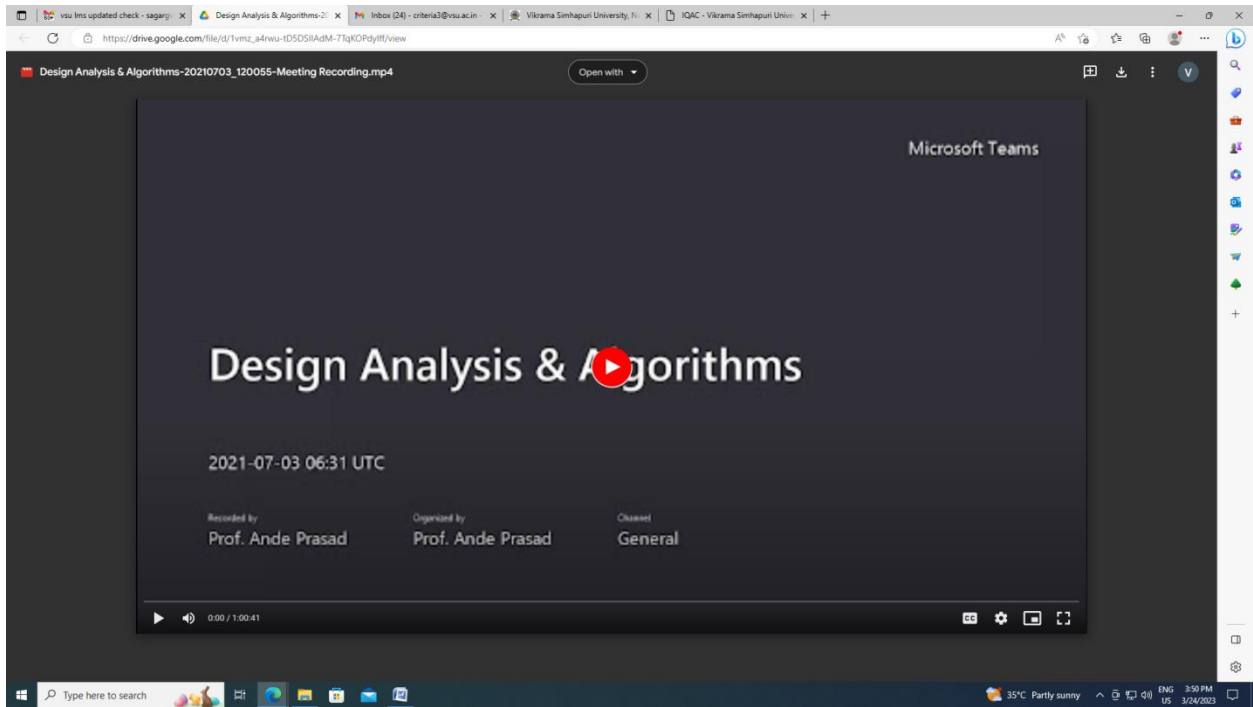 vsu lms updated check - sagarg
Design Analysis & Algorithms-20
Inbox (24) - criteria3@vsu.ac.in -
Vikrama Simhapuri University, N
IQAC - Vikrama Simhapuri Univer
https://drive.google.com/file/d/1vmz_a4rwu-tD5DSIIAdM-7TqKOPdyIff/view
Design Analysis & Algorithms-20210703_120055-Meeting Recording.mp4
Open with
V
Microsoft Teams
Design Analysis & Algorithms
2021-07-03 06:31 UTC
Recorded by
Prof. Ande Prasad
Organized by
Prof. Ande Prasad
Channel
General
0:00 / 1:00:41
CC
Type here to search
35°C Partly sunny
ENG
US
3:50 PM
3/24/2023